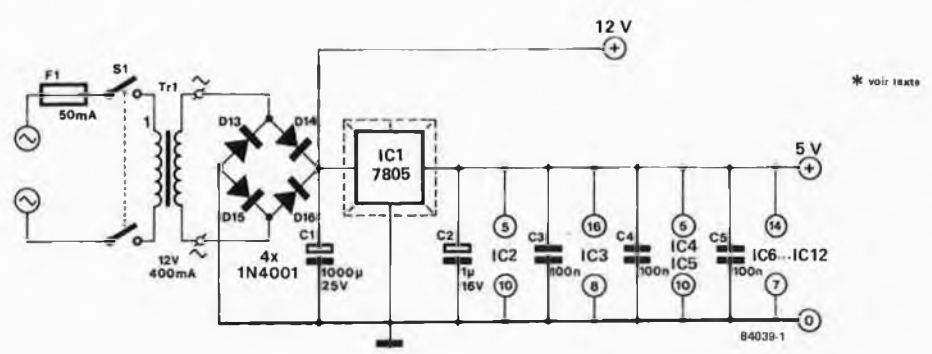 12 V
F1
S1
Tr1
* voir texte
50mA
1
D13
D14
IC1
7805
5 V
D15
D16
C1
C2
5
IC2
10
C3
16
IC3
8
C4
5
IC4
IC5
10
C5
14
IC6...IC12
7
12V
400mA
4x
1N4001
1000µ
25V
1µ
16V
100n
100n
100n
0
84039-1